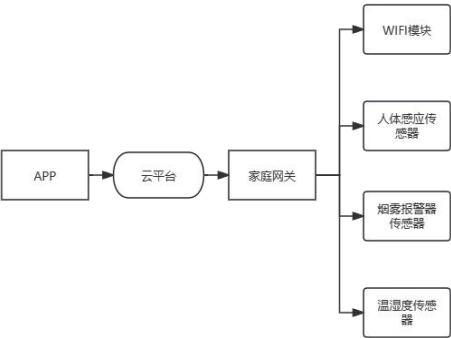 WIFI模块
人体感应传
感器
APP
云平台
家庭网关
烟雾报警器
传感器
温湿度传感
器